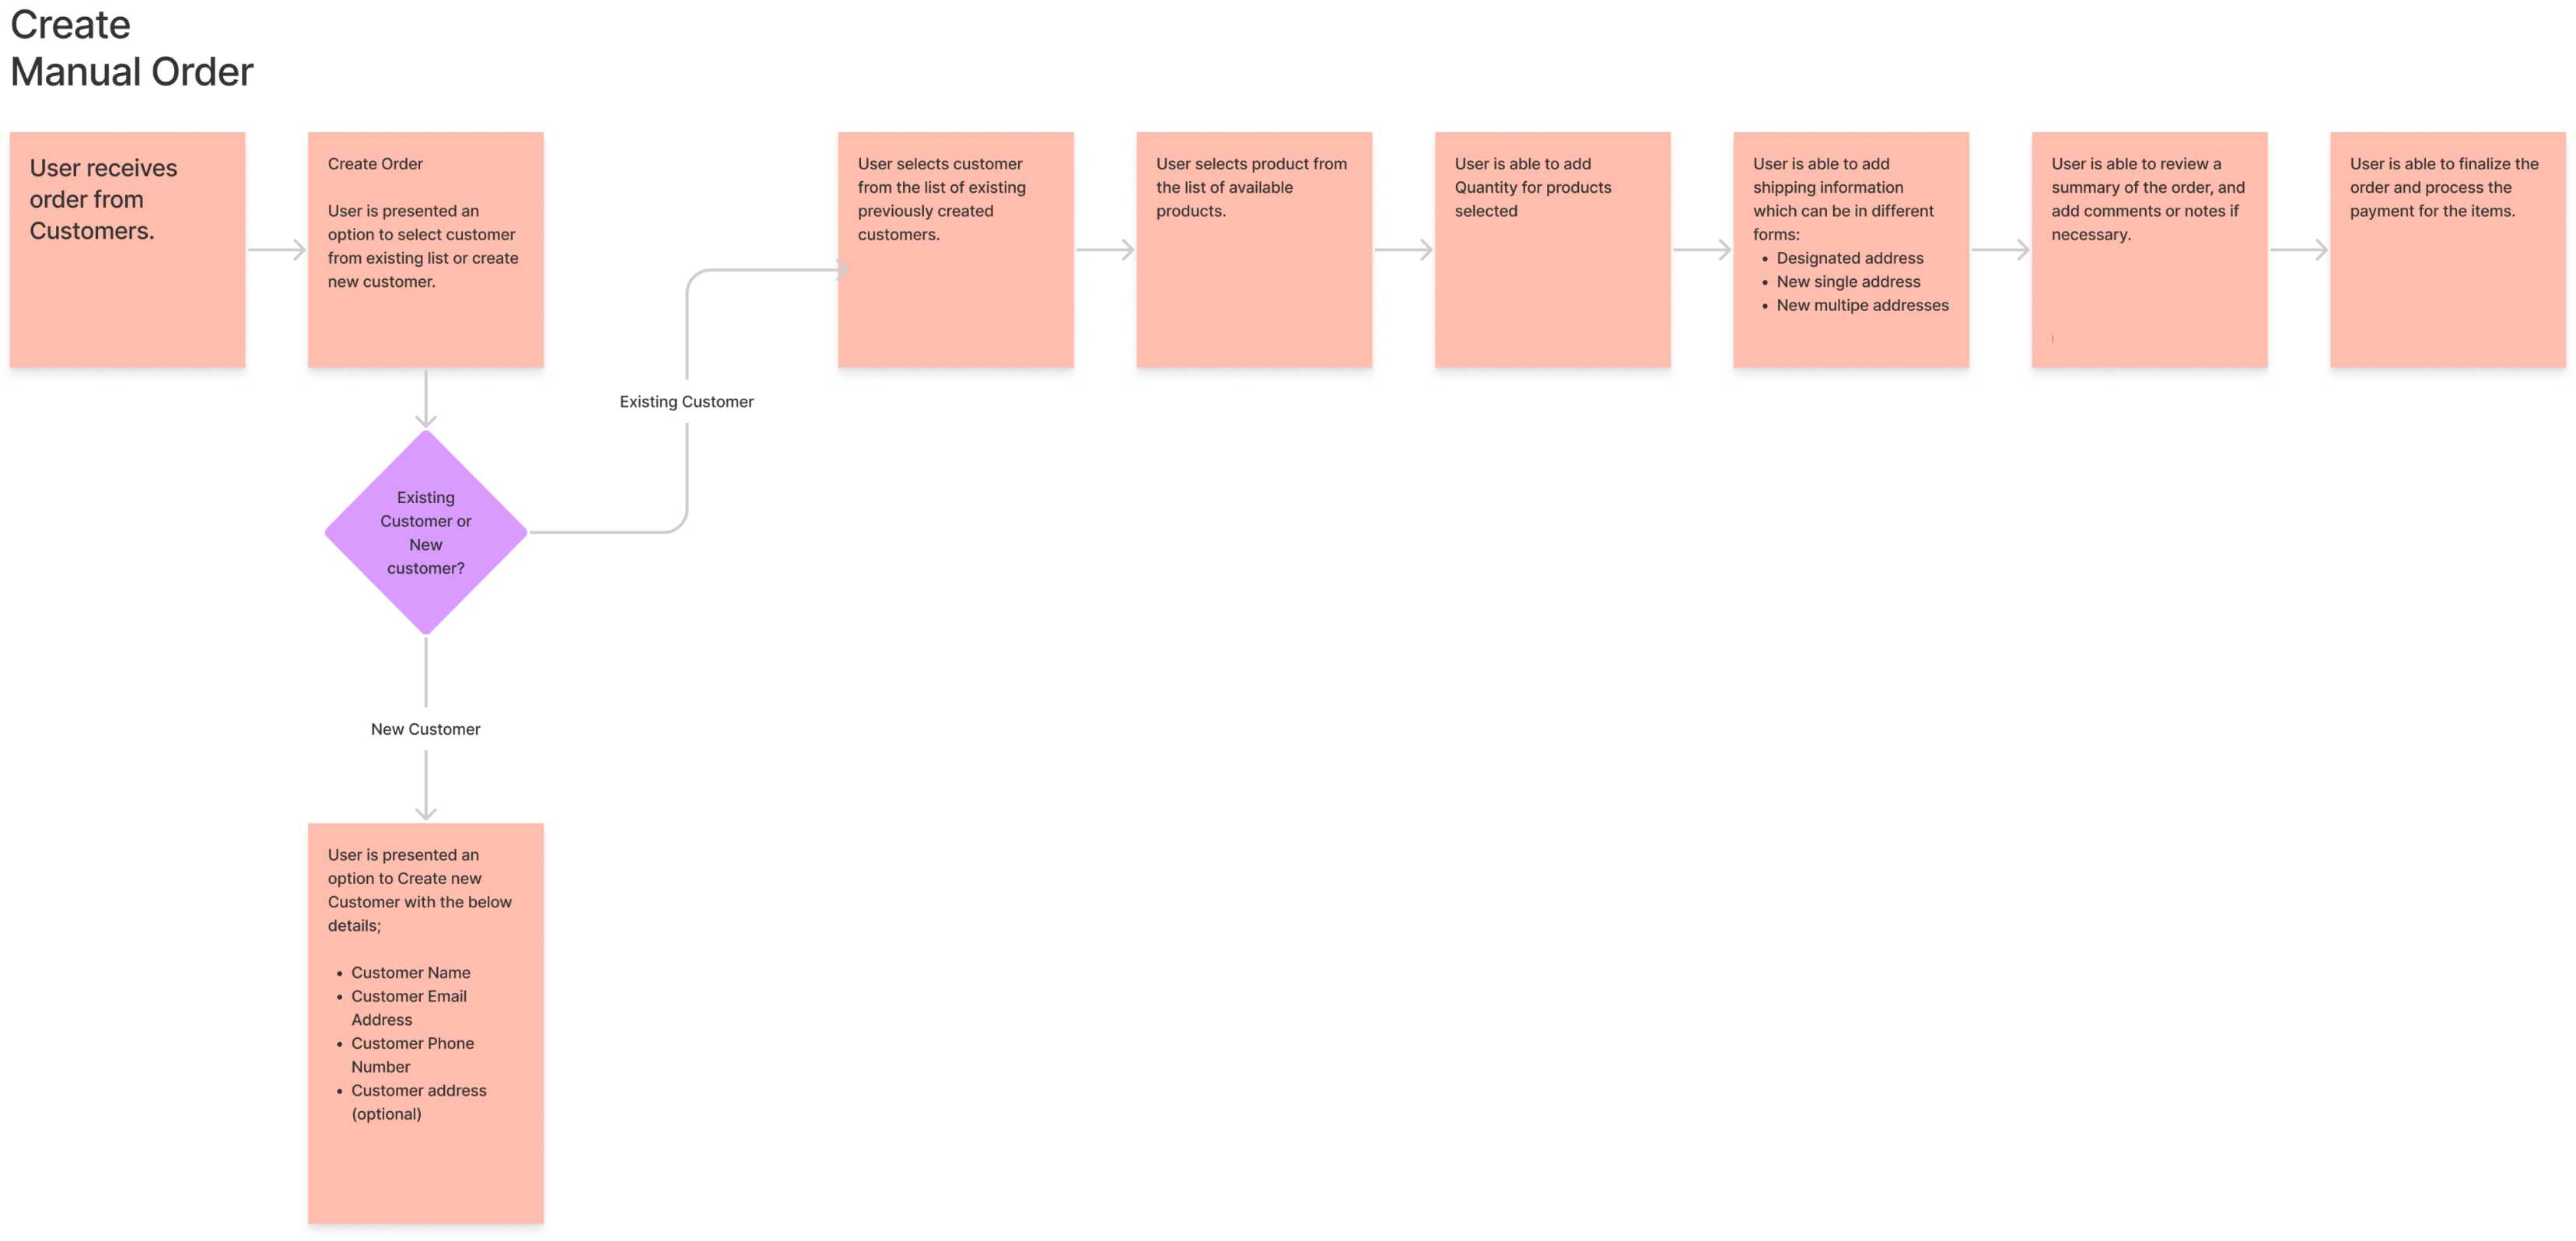 Create
Manual Order
User receives
order from
Customers.
Create Order
User is presented an
option to select customer
from existing list or create
new customer.
User selects customer
from the list of existing
previously created
customers.
User selects product from
the list of available
products.
User is able to add
Quantity for products
selected
User is able to add
shipping information
which can be in different
forms:
• Designated address
• New single address
• New multipe addresses
User is able to review a
summary of the order, and
add comments or notes if
necessary.
User is able to finalize the
order and process the
payment for the items.
Existing Customer
Existing
Customer or
New
customer?
New Customer
User is presented an
option to Create new
Customer with the below
details;
• Customer Name
• Customer Email
Address
• Customer Phone
Number
• Customer address
(optional)